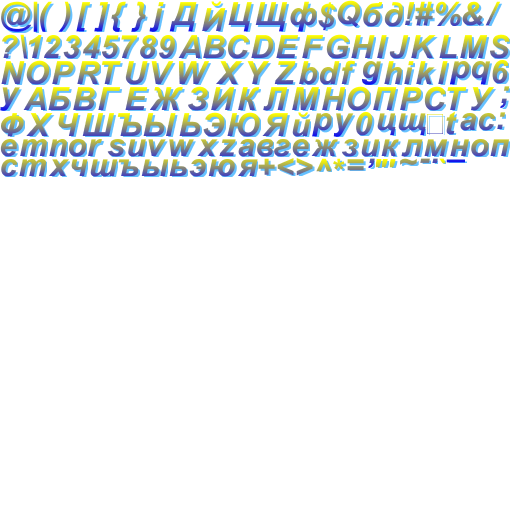 @|( ) [ ]{ } j Д Й Ц Щ ф $ Q б д ! # % & /
? \ 1 2 3 4 5 7 8 9 A B C D E F G H I J K L M S
N O P R T U V W X Y Z b d f g h i k l p q 6
У А Б В Г Е Ж З И К Л М Н О П Р С Т У , ;
Ф Х Ч Ш Ъ Ы Ь Э Ю Я й р у 0 ц щ □ t a c :
e m n o r s u v w x z а в г е ж з и к л м н о п
с т х ч ш ъ ы ь э ю я + < > ^ * = ' " ~ - ` _